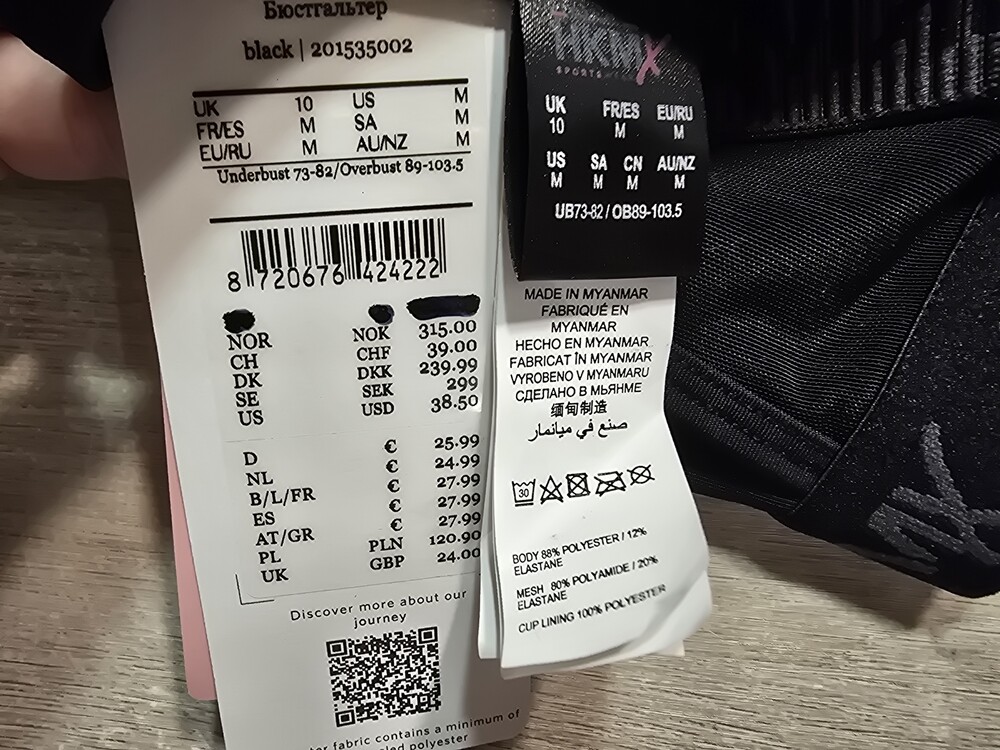 Бюстгальтер
black | 201535002
UK 10 US M
FR/ES M SA M
EU/RU M AU/NZ M
Underbust 73-82/Overbust 89-103.5
8 720676 424222
NOR NOK 315.00
CH CHF 39.00
DK DKK 239.99
SE SEK 299
US USD 38.50
D € 25.99
NL € 24.99
B/L/FR € 27.99
ES € 27.99
AT/GR € 27.99
PL PLN 120.90
UK GBP 24.00
Discover more about our
journey
fabric contains a minimum of
polyester
HKMX
SPORTS
UK FR/ES EU/RU
10 M M
US SA CN AU/NZ
M M M M
UB73-82 / OB89-103.5
MADE IN MYANMAR
FABRIQUÉ EN
MYANMAR
HECHO EN MYANMAR
FABRICAT ÎN MYANMAR
VYROBENO V MYANMARU
СДЕЛАНО В МЬЯНМЕ
缅甸制造
صنع في ميانمار
30
BODY 88% POLYESTER / 12%
ELASTANE
MESH 80% POLYAMIDE / 20%
ELASTANE
CUP LINING 100% POLYESTER